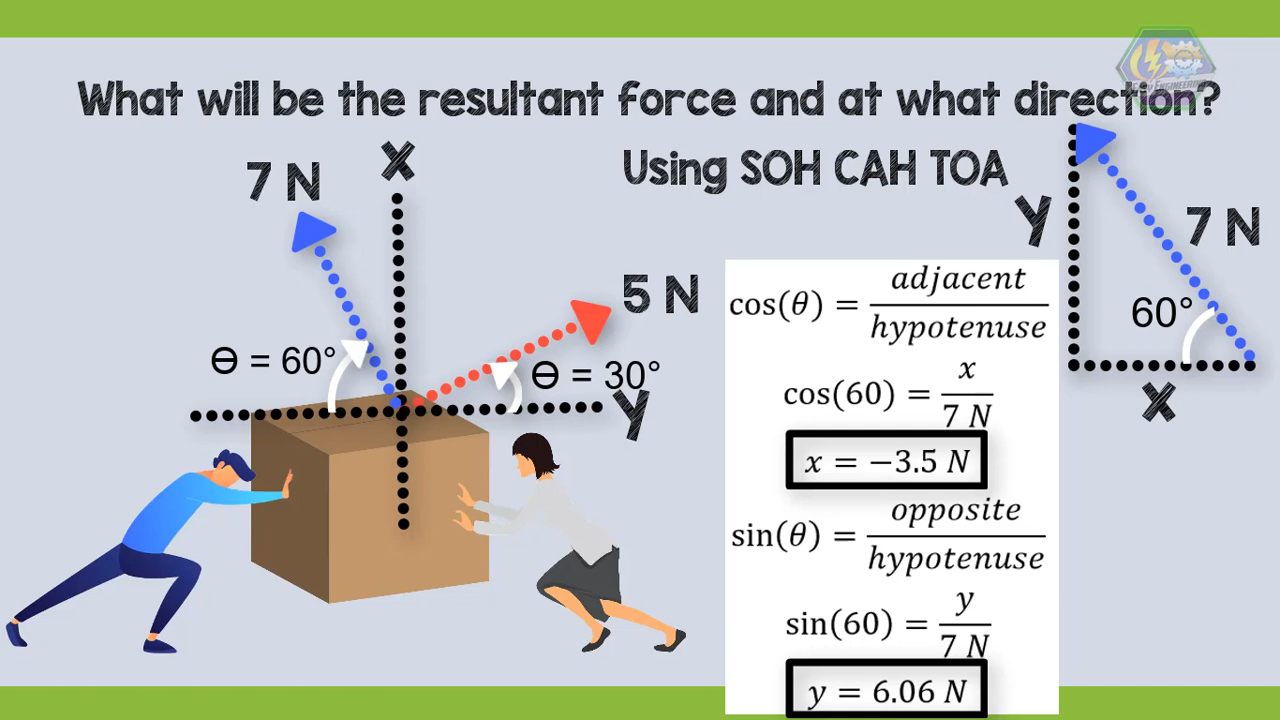 What will be the resultant force and at what direction?
Using SOH CAH TOA
7 N
X
5 N
Ө = 60°
Ө = 30°
y
y
7 N
60°
X
cos(θ) = adjacent / hypotenuse
cos(60) = x / 7 N
x = −3.5 N
sin(θ) = opposite / hypotenuse
sin(60) = y / 7 N
y = 6.06 N